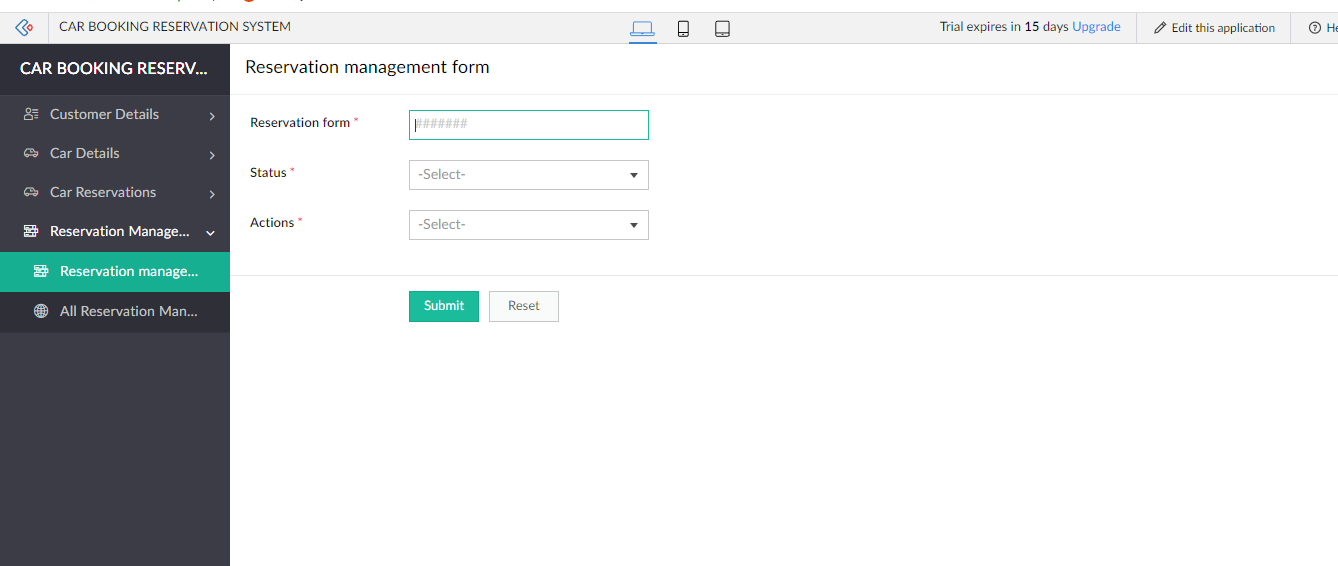 CAR BOOKING RESERVATION SYSTEM
Trial expires in 15 days Upgrade
Edit this application
CAR BOOKING RESERV...
Customer Details
Car Details
Car Reservations
Reservation Manage...
Reservation manage...
All Reservation Man...
Reservation management form
Reservation form *
#######
Status *
-Select-
Actions *
-Select-
Submit
Reset